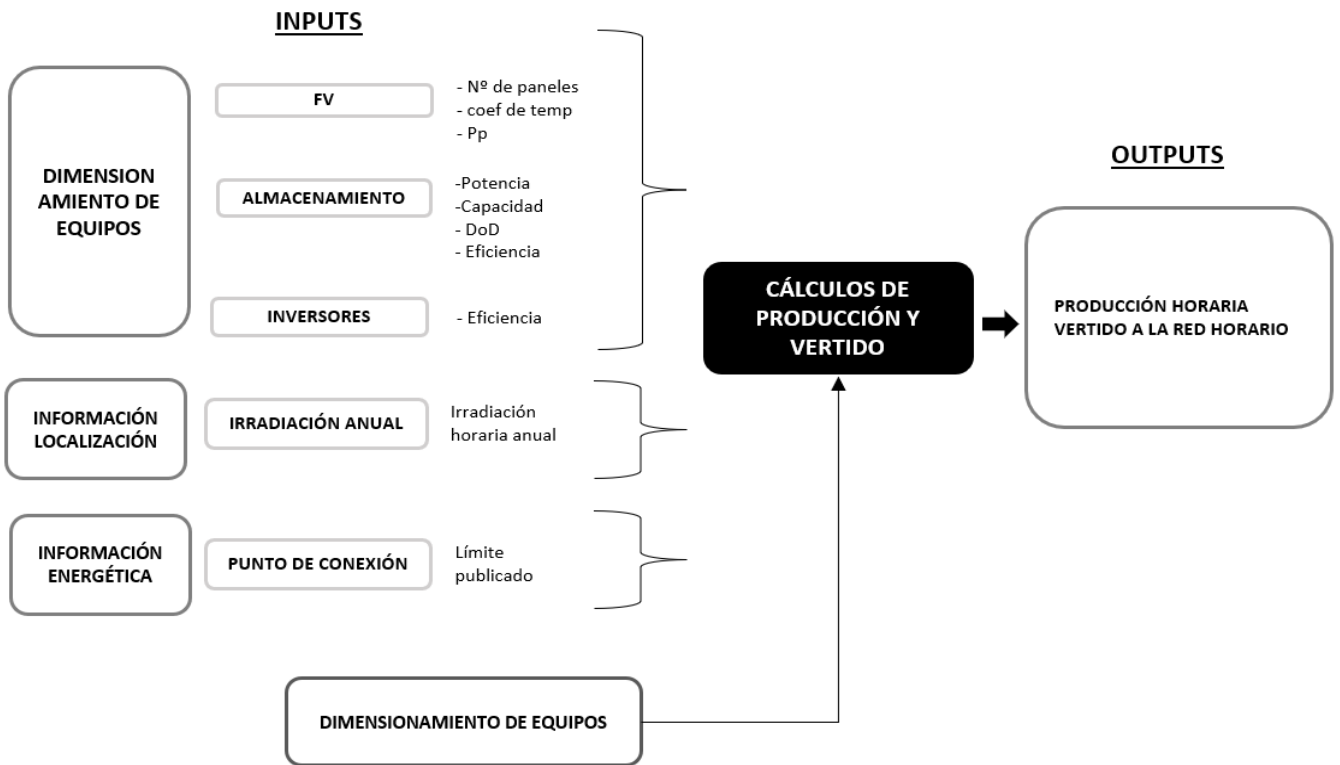 INPUTS
DIMENSION
AMIENTO DE
EQUIPOS
FV
- Nº de paneles
- coef de temp
- Pp
ALMACENAMIENTO
-Potencia
-Capacidad
- DoD
- Eficiencia
INVERSORES
- Eficiencia
INFORMACIÓN
LOCALIZACIÓN
IRRADIACIÓN ANUAL
Irradiación
horaria anual
INFORMACIÓN
ENERGÉTICA
PUNTO DE CONEXIÓN
Límite
publicado
DIMENSIONAMIENTO DE EQUIPOS
CÁLCULOS DE
PRODUCCIÓN Y
VERTIDO
OUTPUTS
PRODUCCIÓN HORARIA
VERTIDO A LA RED HORARIO